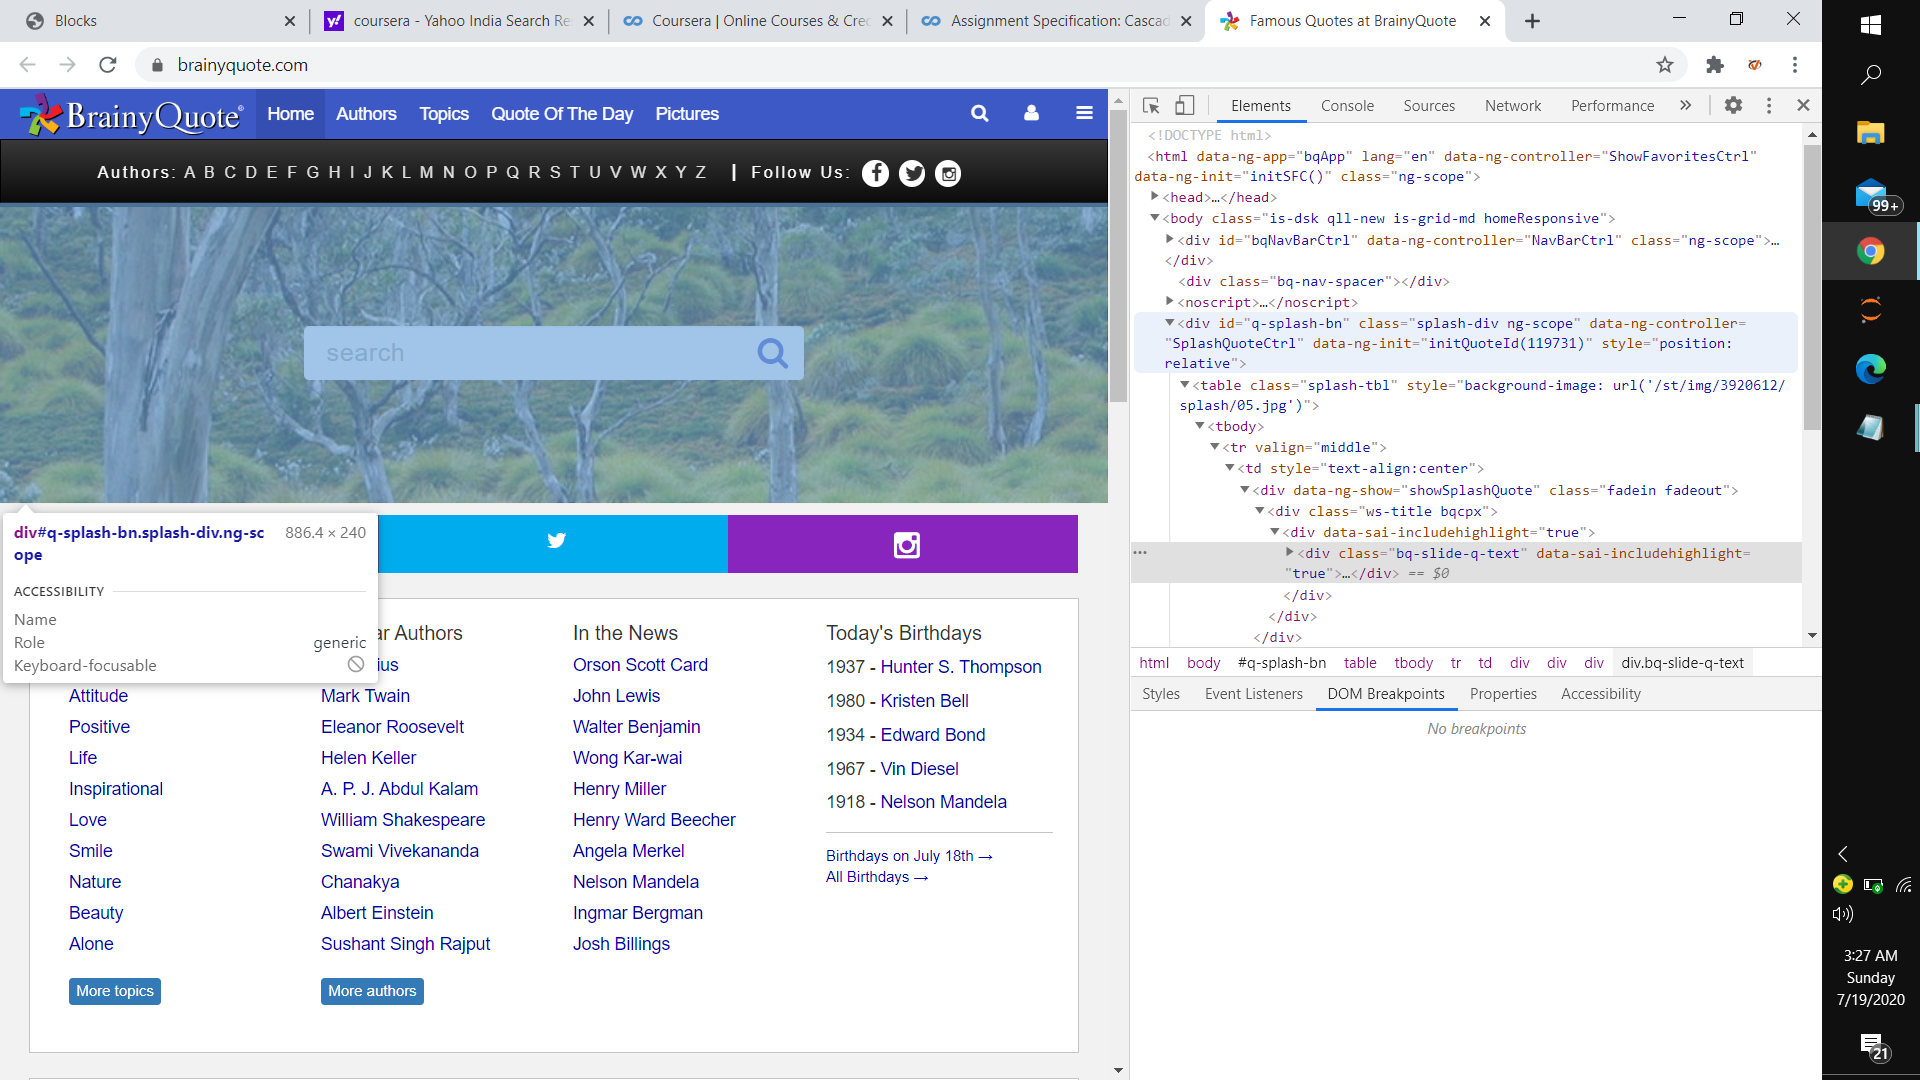 Blocks
coursera - Yahoo India Search Re
Coursera | Online Courses & Cred
Assignment Specification: Cascad
Famous Quotes at BrainyQuote
brainyquote.com
BrainyQuote®
Home Authors Topics Quote Of The Day Pictures
Authors: A B C D E F G H I J K L M N O P Q R S T U V W X Y Z | Follow Us:
search
div#q-splash-bn.splash-div.ng-sc
ope
886.4 × 240
ACCESSIBILITY
Name
Role generic
Keyboard-focusable
Attitude
Positive
Life
Inspirational
Love
Smile
Nature
Beauty
Alone
More topics
ar Authors
ius
Mark Twain
Eleanor Roosevelt
Helen Keller
A. P. J. Abdul Kalam
William Shakespeare
Swami Vivekananda
Chanakya
Albert Einstein
Sushant Singh Rajput
More authors
In the News
Orson Scott Card
John Lewis
Walter Benjamin
Wong Kar-wai
Henry Miller
Henry Ward Beecher
Angela Merkel
Nelson Mandela
Ingmar Bergman
Josh Billings
Today's Birthdays
1937 - Hunter S. Thompson
1980 - Kristen Bell
1934 - Edward Bond
1967 - Vin Diesel
1918 - Nelson Mandela
Birthdays on July 18th →
All Birthdays →
Elements Console Sources Network Performance »
<!DOCTYPE html>
<html data-ng-app="bqApp" lang="en" data-ng-controller="ShowFavoritesCtrl"
data-ng-init="initSFC()" class="ng-scope">
<head>…</head>
<body class="is-dsk qll-new is-grid-md homeResponsive">
<div id="bqNavBarCtrl" data-ng-controller="NavBarCtrl" class="ng-scope">…
</div>
<div class="bq-nav-spacer"></div>
<noscript>…</noscript>
<div id="q-splash-bn" class="splash-div ng-scope" data-ng-controller=
"SplashQuoteCtrl" data-ng-init="initQuoteId(119731)" style="position:
relative">
<table class="splash-tbl" style="background-image: url('/st/img/3920612/
splash/05.jpg')">
<tbody>
<tr valign="middle">
<td style="text-align:center">
<div data-ng-show="showSplashQuote" class="fadein fadeout">
<div class="ws-title bqcpx">
<div data-sai-includehighlight="true">
… <div class="bq-slide-q-text" data-sai-includehighlight=
"true">…</div> == $0
</div>
</div>
</div>
html body #q-splash-bn table tbody tr td div div div div.bq-slide-q-text
Styles Event Listeners DOM Breakpoints Properties Accessibility
No breakpoints
99+
3:27 AM
Sunday
7/19/2020
21